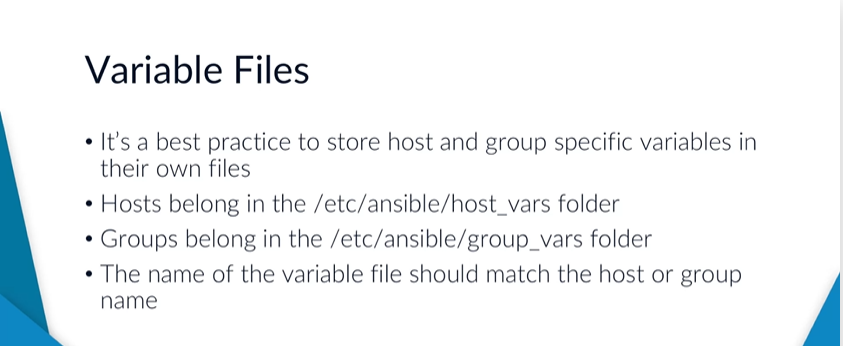 Variable Files
• It’s a best practice to store host and group specific variables in
their own files
• Hosts belong in the /etc/ansible/host_vars folder
• Groups belong in the /etc/ansible/group_vars folder
• The name of the variable file should match the host or group
name